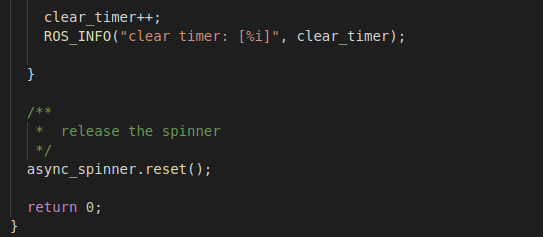 clear_timer++;
ROS_INFO("clear timer: [%i]", clear_timer);
}
/**
*  release the spinner
*/
async_spinner.reset();
return 0;
}